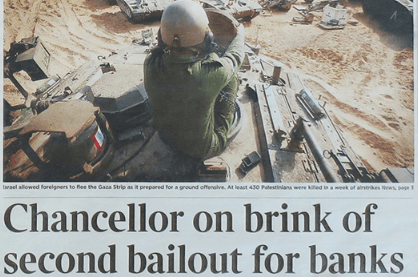 Israel allowed foreigners to flee the Gaza Strip as it prepared for a ground offensive. At least 430 Palestinians were killed in a week of airstrikes News, page 3
Chancellor on brink of
second bailout for banks